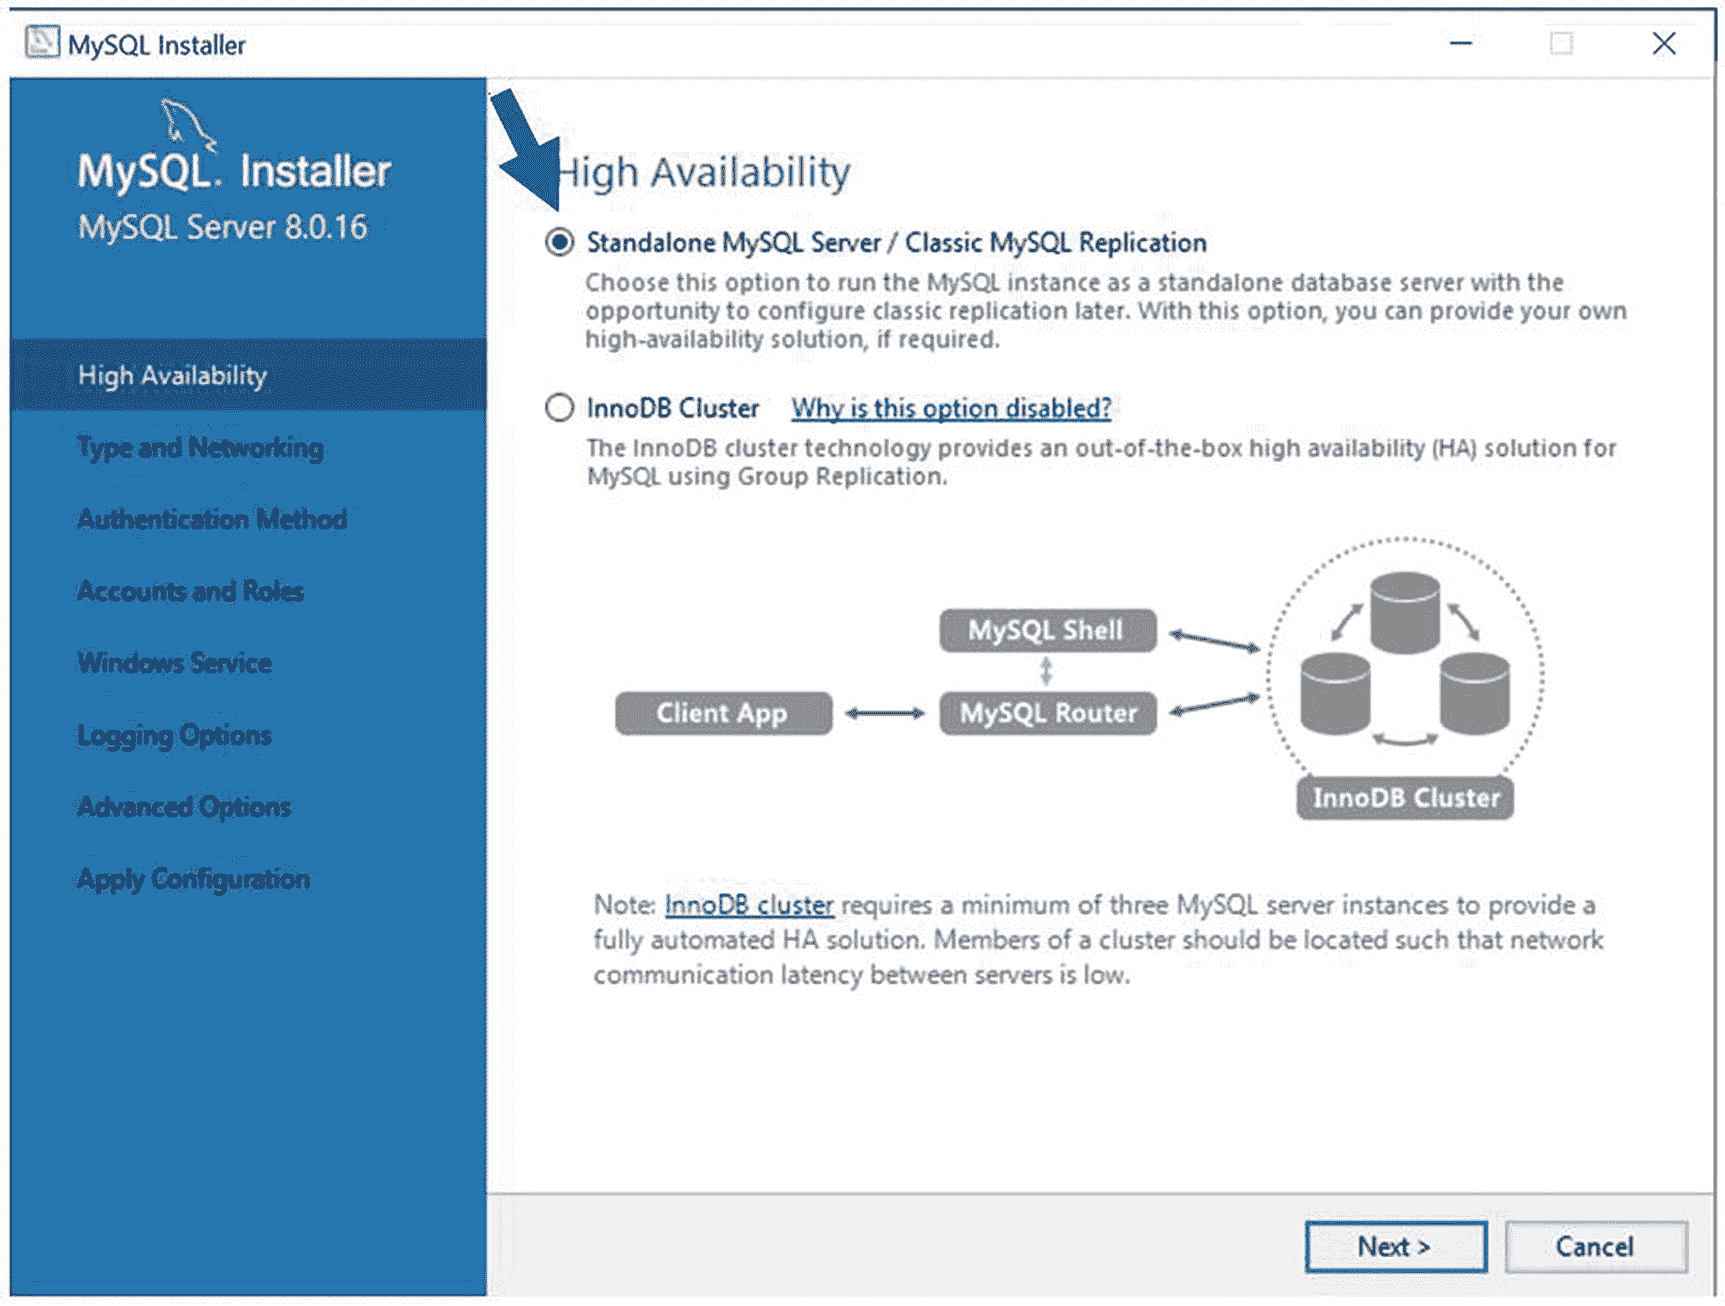 MySQL Installer
MySQL. Installer
MySQL Server 8.0.16
High Availability
Type and Networking
Authentication Method
Accounts and Roles
Windows Service
Logging Options
Advanced Options
Apply Configuration
High Availability
Standalone MySQL Server / Classic MySQL Replication
Choose this option to run the MySQL instance as a standalone database server with the
opportunity to configure classic replication later. With this option, you can provide your own
high-availability solution, if required.
InnoDB Cluster Why is this option disabled?
The InnoDB cluster technology provides an out-of-the-box high availability (HA) solution for
MySQL using Group Replication.
MySQL Shell
Client App
MySQL Router
InnoDB Cluster
Note: InnoDB cluster requires a minimum of three MySQL server instances to provide a
fully automated HA solution. Members of a cluster should be located such that network
communication latency between servers is low.
Next >
Cancel